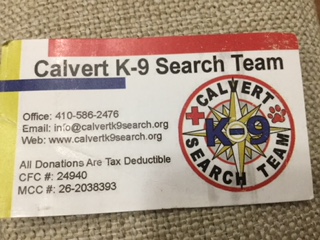 Calvert K-9 Search Team
Office: 410-586-2476
Email: info@calvertk9search.org
Web: www.calvertk9search.org
All Donations Are Tax Deductible
CFC #: 24940
MCC #: 26-2038393
CALVERT
K-9
SEARCH TEAM